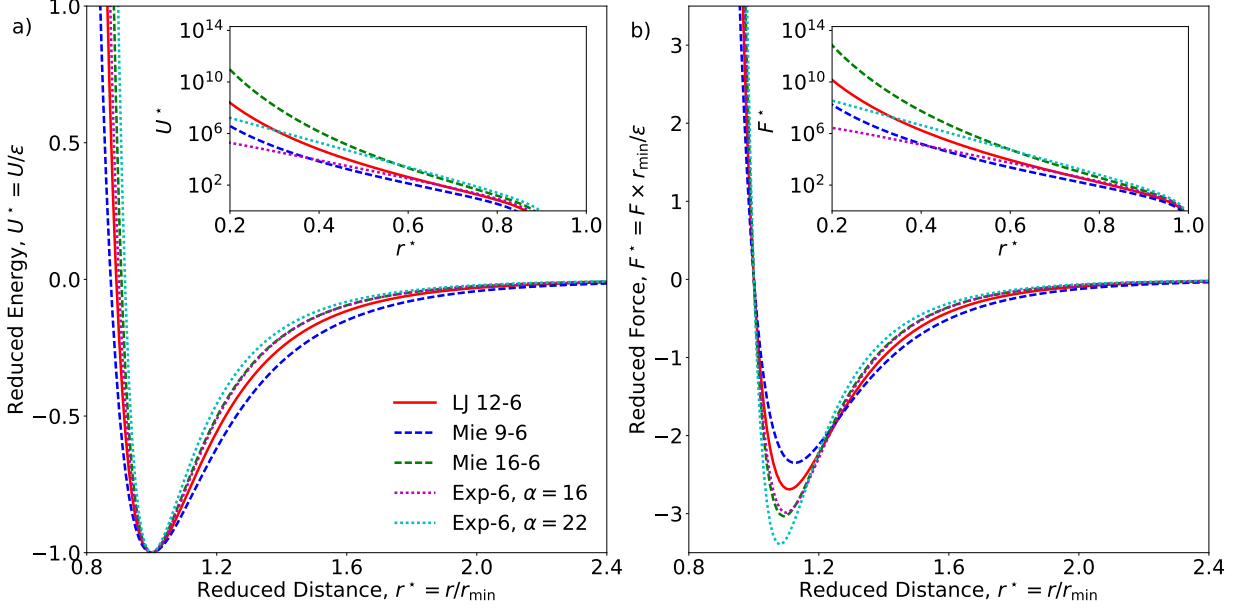 a)
Reduced Energy, U* = U/ε
1.0
0.5
0.0
−0.5
−1.0
0.8
1.2
1.6
2.0
2.4
Reduced Distance, r* = r/r_min
U*
10^14
10^10
10^6
10^2
0.2
0.4
0.6
0.8
1.0
r*
LJ 12-6
Mie 9-6
Mie 16-6
Exp-6, α = 16
Exp-6, α = 22
b)
Reduced Force, F* = F × r_min/ε
3
2
1
0
−1
−2
−3
0.8
1.2
1.6
2.0
2.4
Reduced Distance, r* = r/r_min
F*
10^14
10^10
10^6
10^2
0.2
0.4
0.6
0.8
1.0
r*